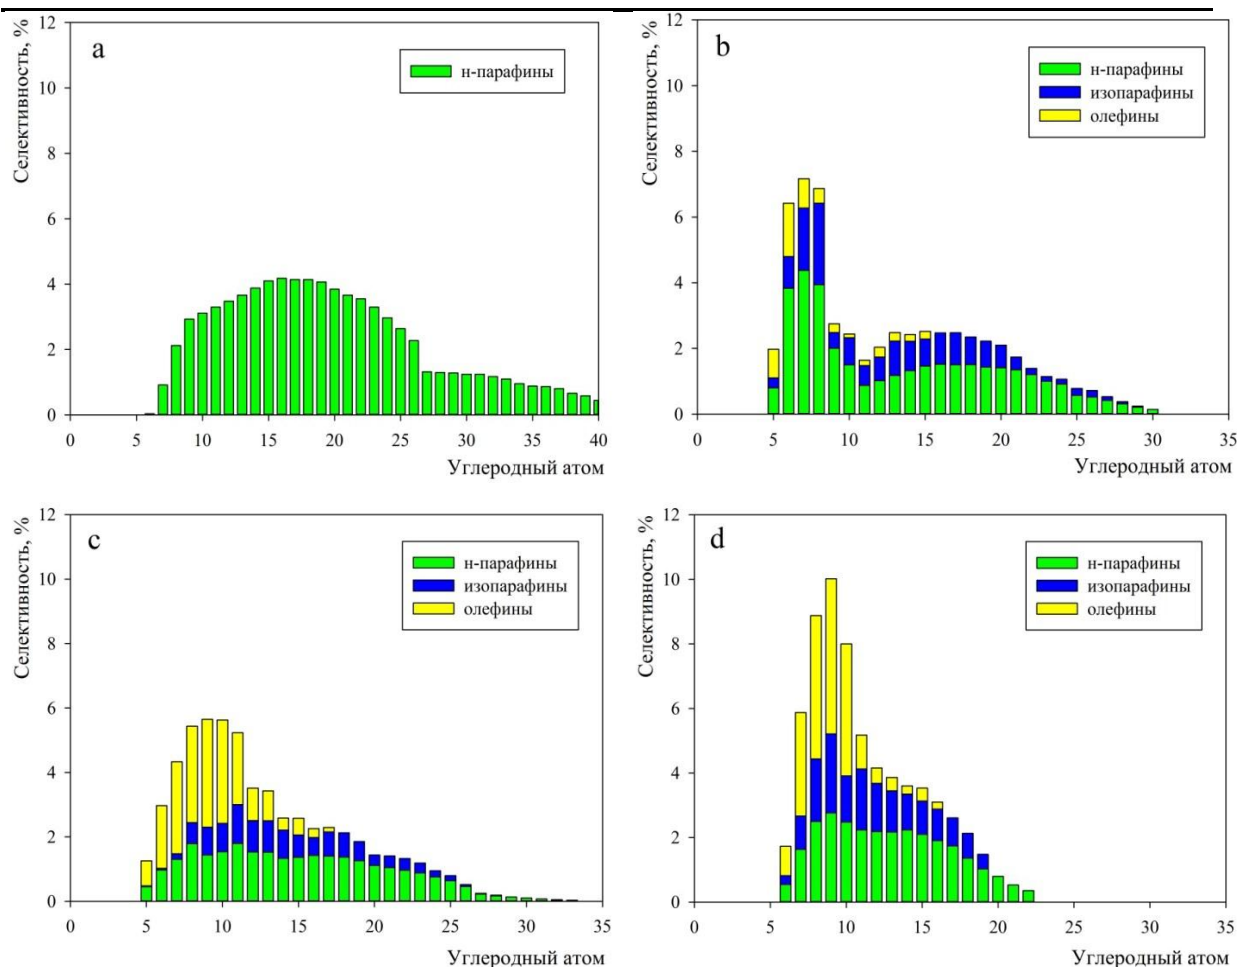 Селективность, %
12
10
8
6
4
2
0
a
н-парафины
0 5 10 15 20 25 30 35 40
Углеродный атом
Селективность, %
12
10
8
6
4
2
0
b
н-парафины
изопарафины
олефины
0 5 10 15 20 25 30 35
Углеродный атом
Селективность, %
12
10
8
6
4
2
0
c
н-парафины
изопарафины
олефины
0 5 10 15 20 25 30 35
Углеродный атом
Селективность, %
12
10
8
6
4
2
0
d
н-парафины
изопарафины
олефины
0 5 10 15 20 25 30 35
Углеродный атом